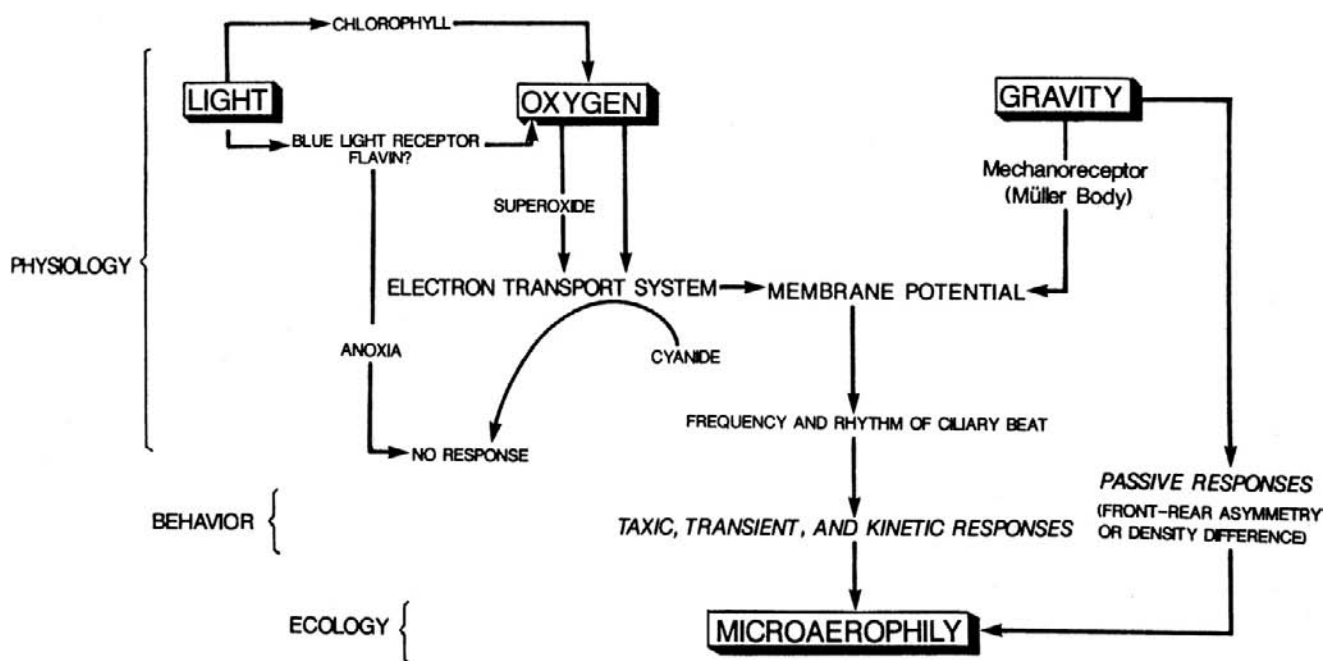 CHLOROPHYLL
LIGHT
OXYGEN
GRAVITY
BLUE LIGHT RECEPTOR
FLAVIN?
Mechanoreceptor
(Müller Body)
SUPEROXIDE
PHYSIOLOGY
ELECTRON TRANSPORT SYSTEM
MEMBRANE POTENTIAL
ANOXIA
CYANIDE
FREQUENCY AND RHYTHM OF CILIARY BEAT
NO RESPONSE
PASSIVE RESPONSES
(FRONT-REAR ASYMMETRY
OR DENSITY DIFFERENCE)
BEHAVIOR
TAXIC, TRANSIENT, AND KINETIC RESPONSES
ECOLOGY
MICROAEROPHILY